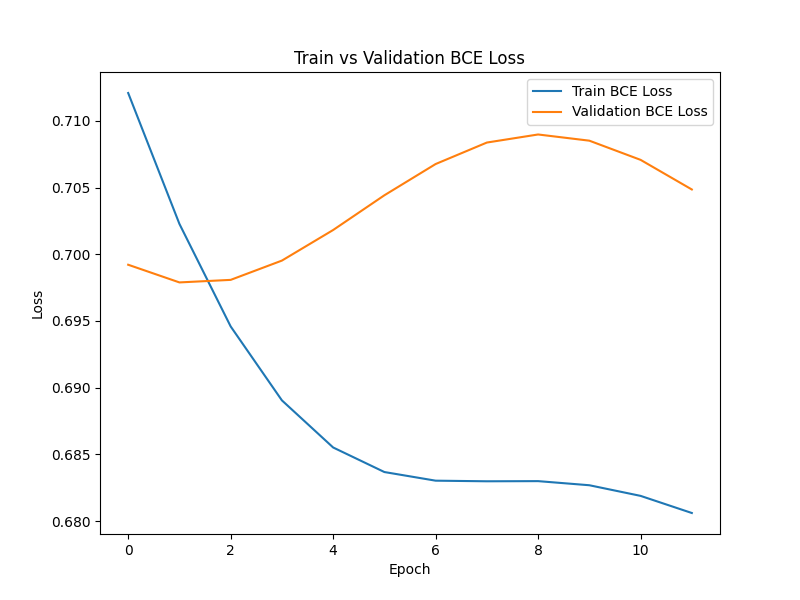 Train vs Validation BCE Loss
Train BCE Loss
Validation BCE Loss
0.710
0.705
0.700
0.695
0.690
0.685
0.680
Loss
0 2 4 6 8 10
Epoch